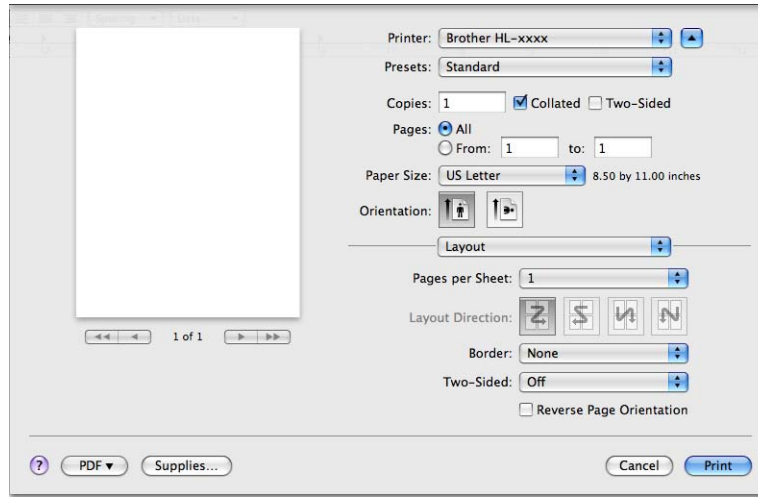 Printer: Brother HL-xxxx
Presets: Standard
Copies: 1 Collated Two-Sided
Pages: All
From: 1 to: 1
Paper Size: US Letter 8.50 by 11.00 inches
Orientation:
Layout
Pages per Sheet: 1
Layout Direction:
Border: None
Two-Sided: Off
Reverse Page Orientation
1 of 1
? PDF▼ Supplies... Cancel Print